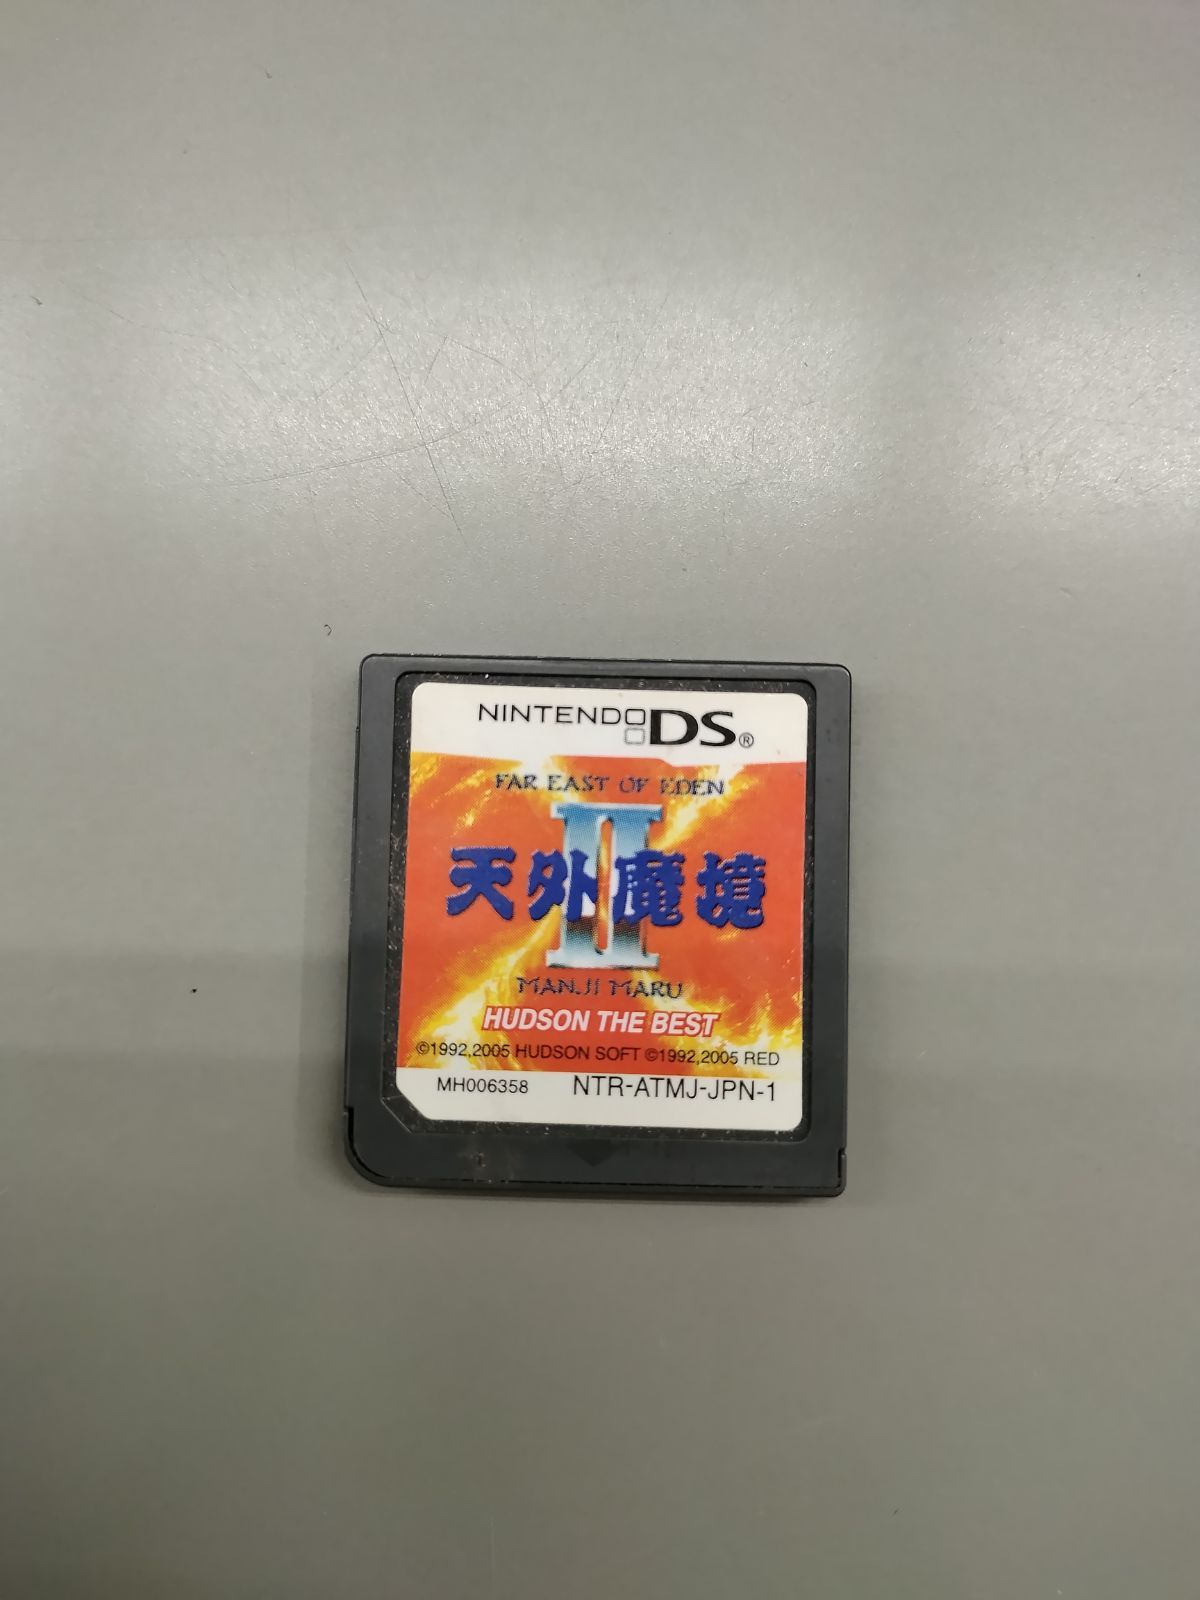 NINTENDO DS®
FAR EAST OF EDEN
II
天外魔境
MANJI MARU
HUDSON THE BEST
©1992,2005 HUDSON SOFT ©1992,2005 RED
MH006358 NTR-ATMJ-JPN-1